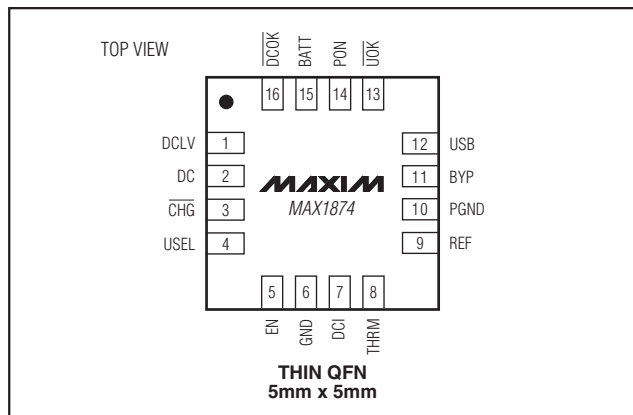 TOP VIEW
DCOK BATT PON UOK
16 15 14 13
DCLV 1
DC 2
CHG 3
USEL 4
MAXIM
MAX1874
12 USB
11 BYP
10 PGND
9 REF
5 6 7 8
EN GND DCI THRM
THIN QFN
5mm x 5mm